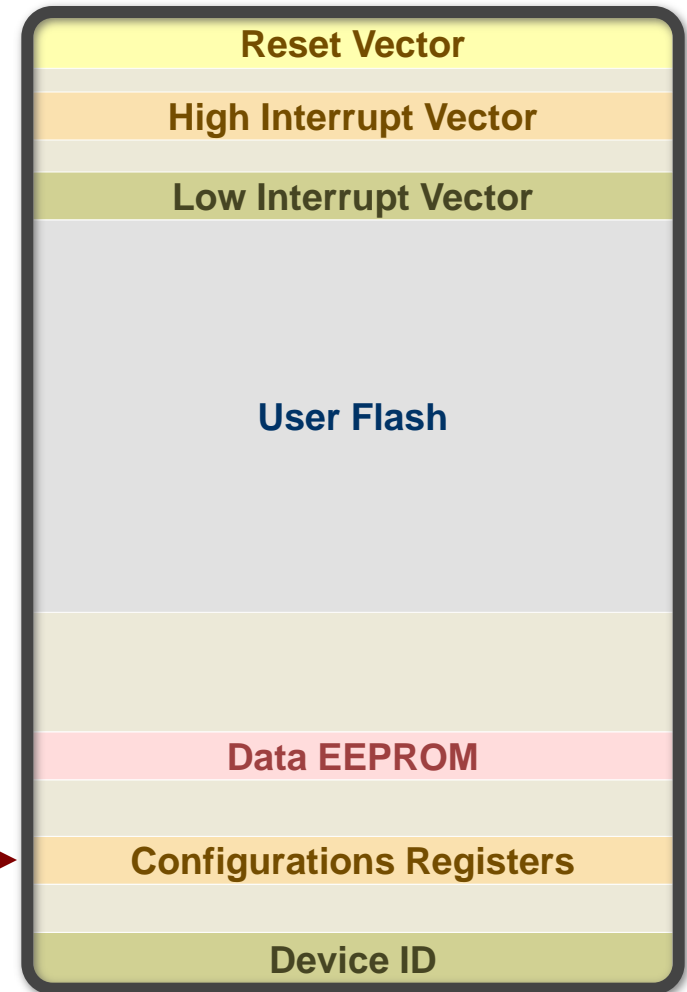 Reset Vector
High Interrupt Vector
Low Interrupt Vector
User Flash
Data EEPROM
Configurations Registers
Device ID